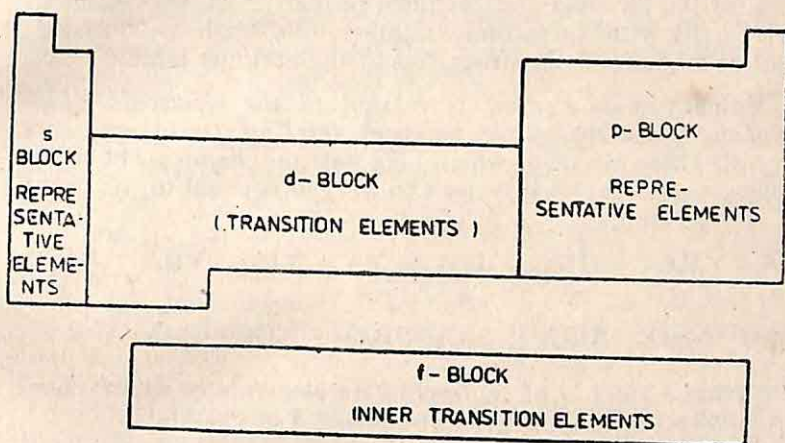 s
BLOCK
REPRE
SENTA-
TIVE
ELEME-
NTS
d-BLOCK
(.TRANSITION ELEMENTS)
p-BLOCK
REPRE-
SENTATIVE ELEMENTS
f-BLOCK
INNER TRANSITION ELEMENTS